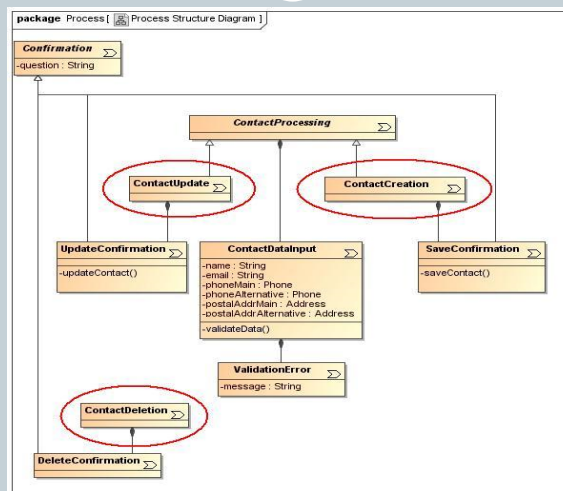 package Process [ Process Structure Diagram ]
Confirmation
-question : String
ContactProcessing
ContactUpdate
ContactCreation
UpdateConfirmation
-updateContact()
ContactDataInput
-name : String
-email : String
-phoneMain : Phone
-phoneAlternative : Phone
-postalAddrMain : Address
-postalAddrAlternative : Address
-validateData()
SaveConfirmation
-saveContact()
ValidationError
-message : String
ContactDeletion
DeleteConfirmation